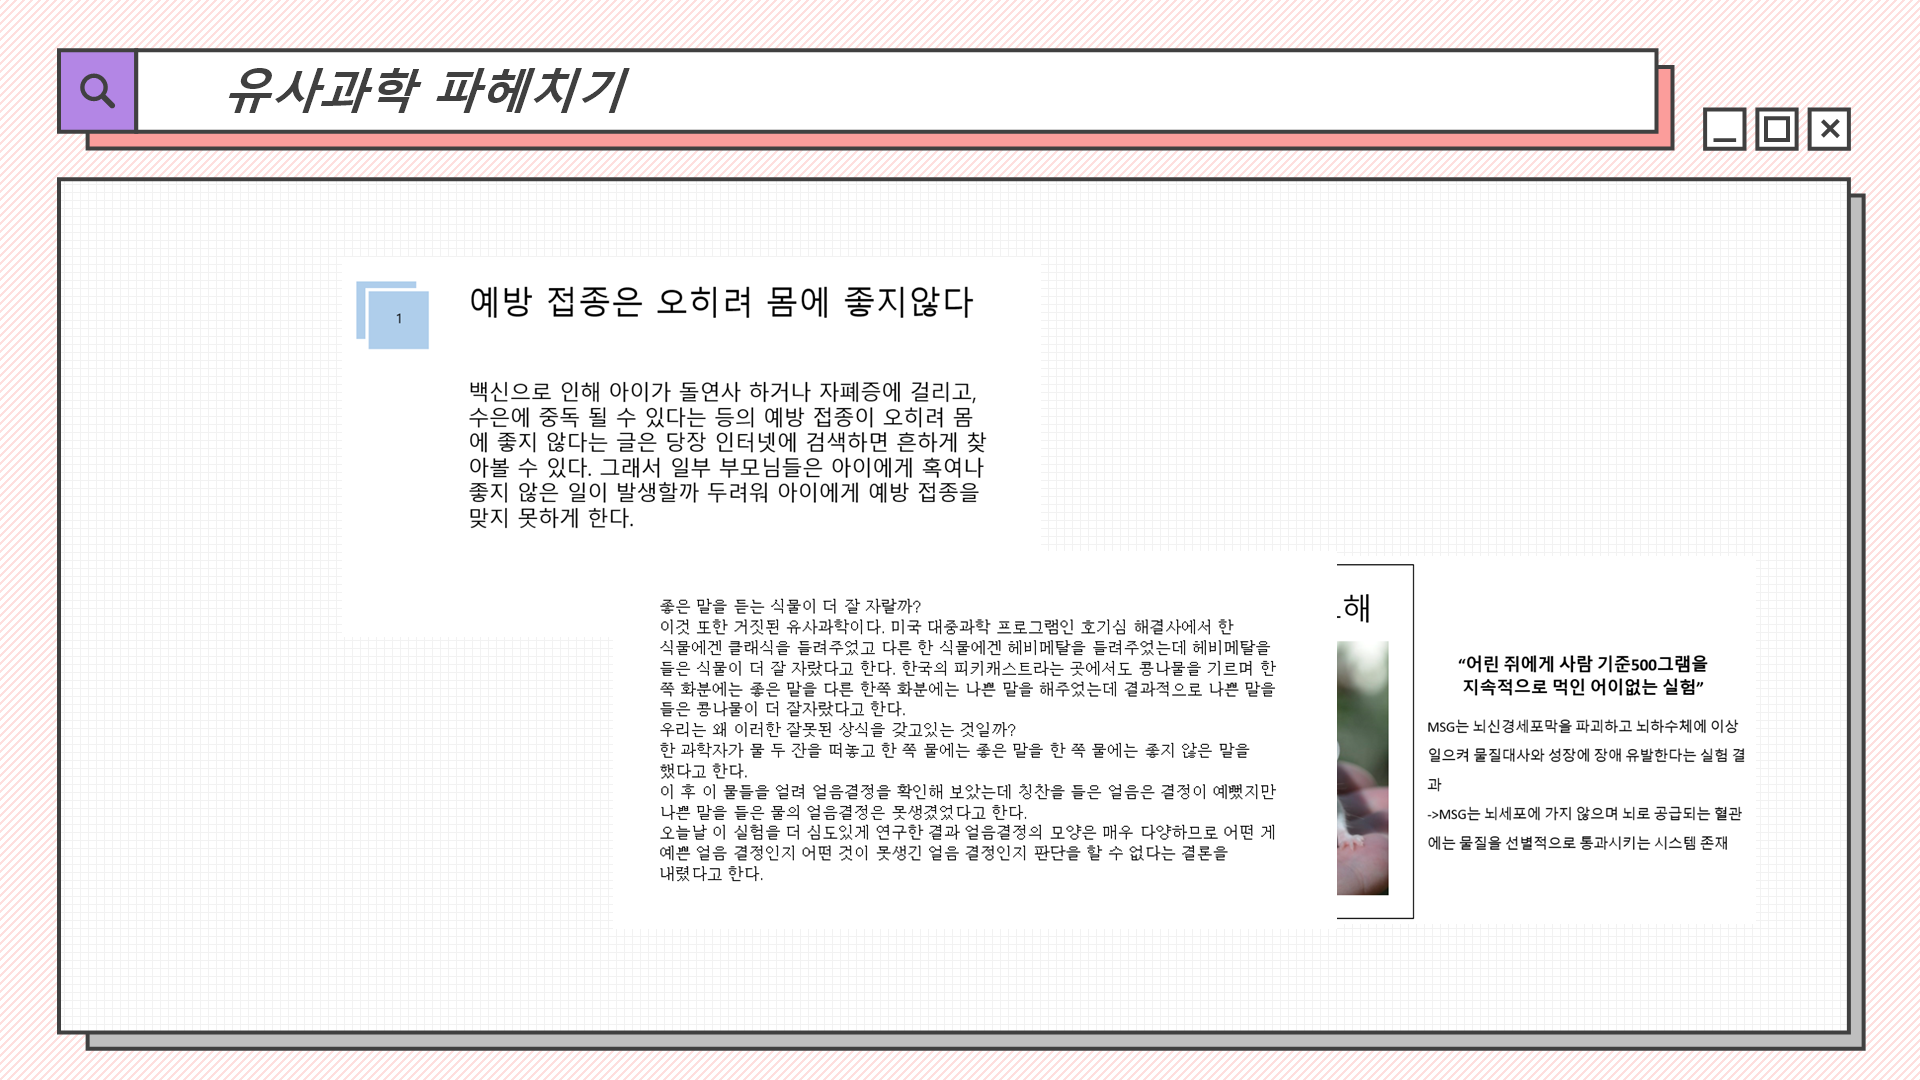 유사과학 파헤치기
1
예방 접종은 오히려 몸에 좋지않다
백신으로 인해 아이가 돌연사 하거나 자폐증에 걸리고,
수은에 중독 될 수 있다는 등의 예방 접종이 오히려 몸
에 좋지 않다는 글은 당장 인터넷에 검색하면 흔하게 찾
아볼 수 있다. 그래서 일부 부모님들은 아이에게 혹여나
좋지 않은 일이 발생할까 두려워 아이에게 예방 접종을
맞지 못하게 한다.
좋은 말을 듣는 식물이 더 잘 자랄까?
이것 또한 거짓된 유사과학이다. 미국 대중과학 프로그램인 호기심 해결사에서 한
식물에겐 클래식을 들려주었고 다른 한 식물에겐 헤비메탈을 들려주었는데 헤비메탈을
들은 식물이 더 잘 자랐다고 한다. 한국의 피키캐스트라는 곳에서도 콩나물을 기르며 한
쪽 화분에는 좋은 말을 다른 한쪽 화분에는 나쁜 말을 해주었는데 결과적으로 나쁜 말을
들은 콩나물이 더 잘자랐다고 한다.
우리는 왜 이러한 잘못된 상식을 갖고있는 것일까?
한 과학자가 물 두 잔을 떠놓고 한 쪽 물에는 좋은 말을 한 쪽 물에는 좋지 않은 말을
했다고 한다.
이 후 이 물들을 얼려 얼음결정을 확인해 보았는데 칭찬을 들은 얼음은 결정이 예뻤지만
나쁜 말을 들은 물의 얼음결정은 못생겼었다고 한다.
오늘날 이 실험을 더 심도있게 연구한 결과 얼음결정의 모양은 매우 다양하므로 어떤 게
예쁜 얼음 결정인지 어떤 것이 못생긴 얼음 결정인지 판단을 할 수 없다는 결론을
내렸다고 한다.
해
“어린 쥐에게 사람 기준500그램을
지속적으로 먹인 어이없는 실험”
MSG는 뇌신경세포막을 파괴하고 뇌하수체에 이상
일으켜 물질대사와 성장에 장애 유발한다는 실험 결
과
->MSG는 뇌세포에 가지 않으며 뇌로 공급되는 혈관
에는 물질을 선별적으로 통과시키는 시스템 존재